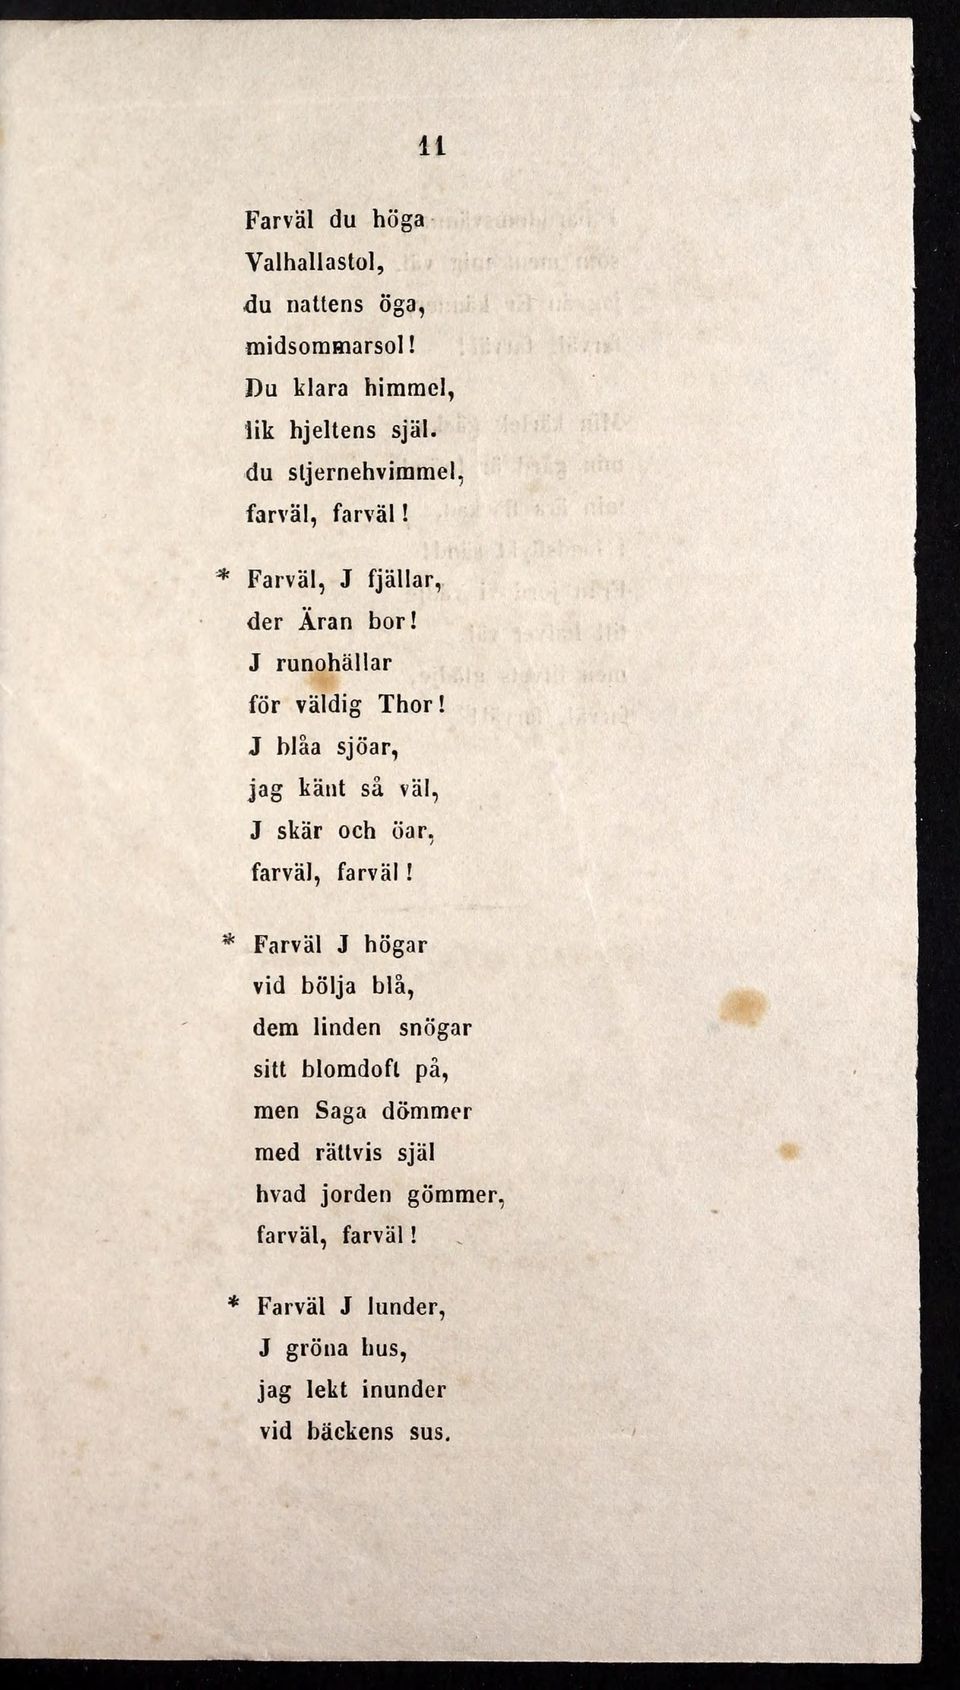 11
Farväl du höga
Valhallastol,
du nattens öga,
midsommarsol!
Du klara himmel,
lik hjeltens själ.
du stjernehvimmel,
farväl, farväl!
* Farväl, J fjällar,
der Äran bor!
J runohällar
för väldig Thor!
J blåa sjöar,
jag känt så väl,
J skär och öar,
farväl, farväl!
* Farväl J högar
vid bölja blå,
dem linden snögar
sitt blomdoft på,
men Saga dömmer
med rättvis själ
hvad jorden gömmer,
farväl, farväl!
* Farväl J lunder,
J gröna hus,
jag lekt inunder
vid bäckens sus.